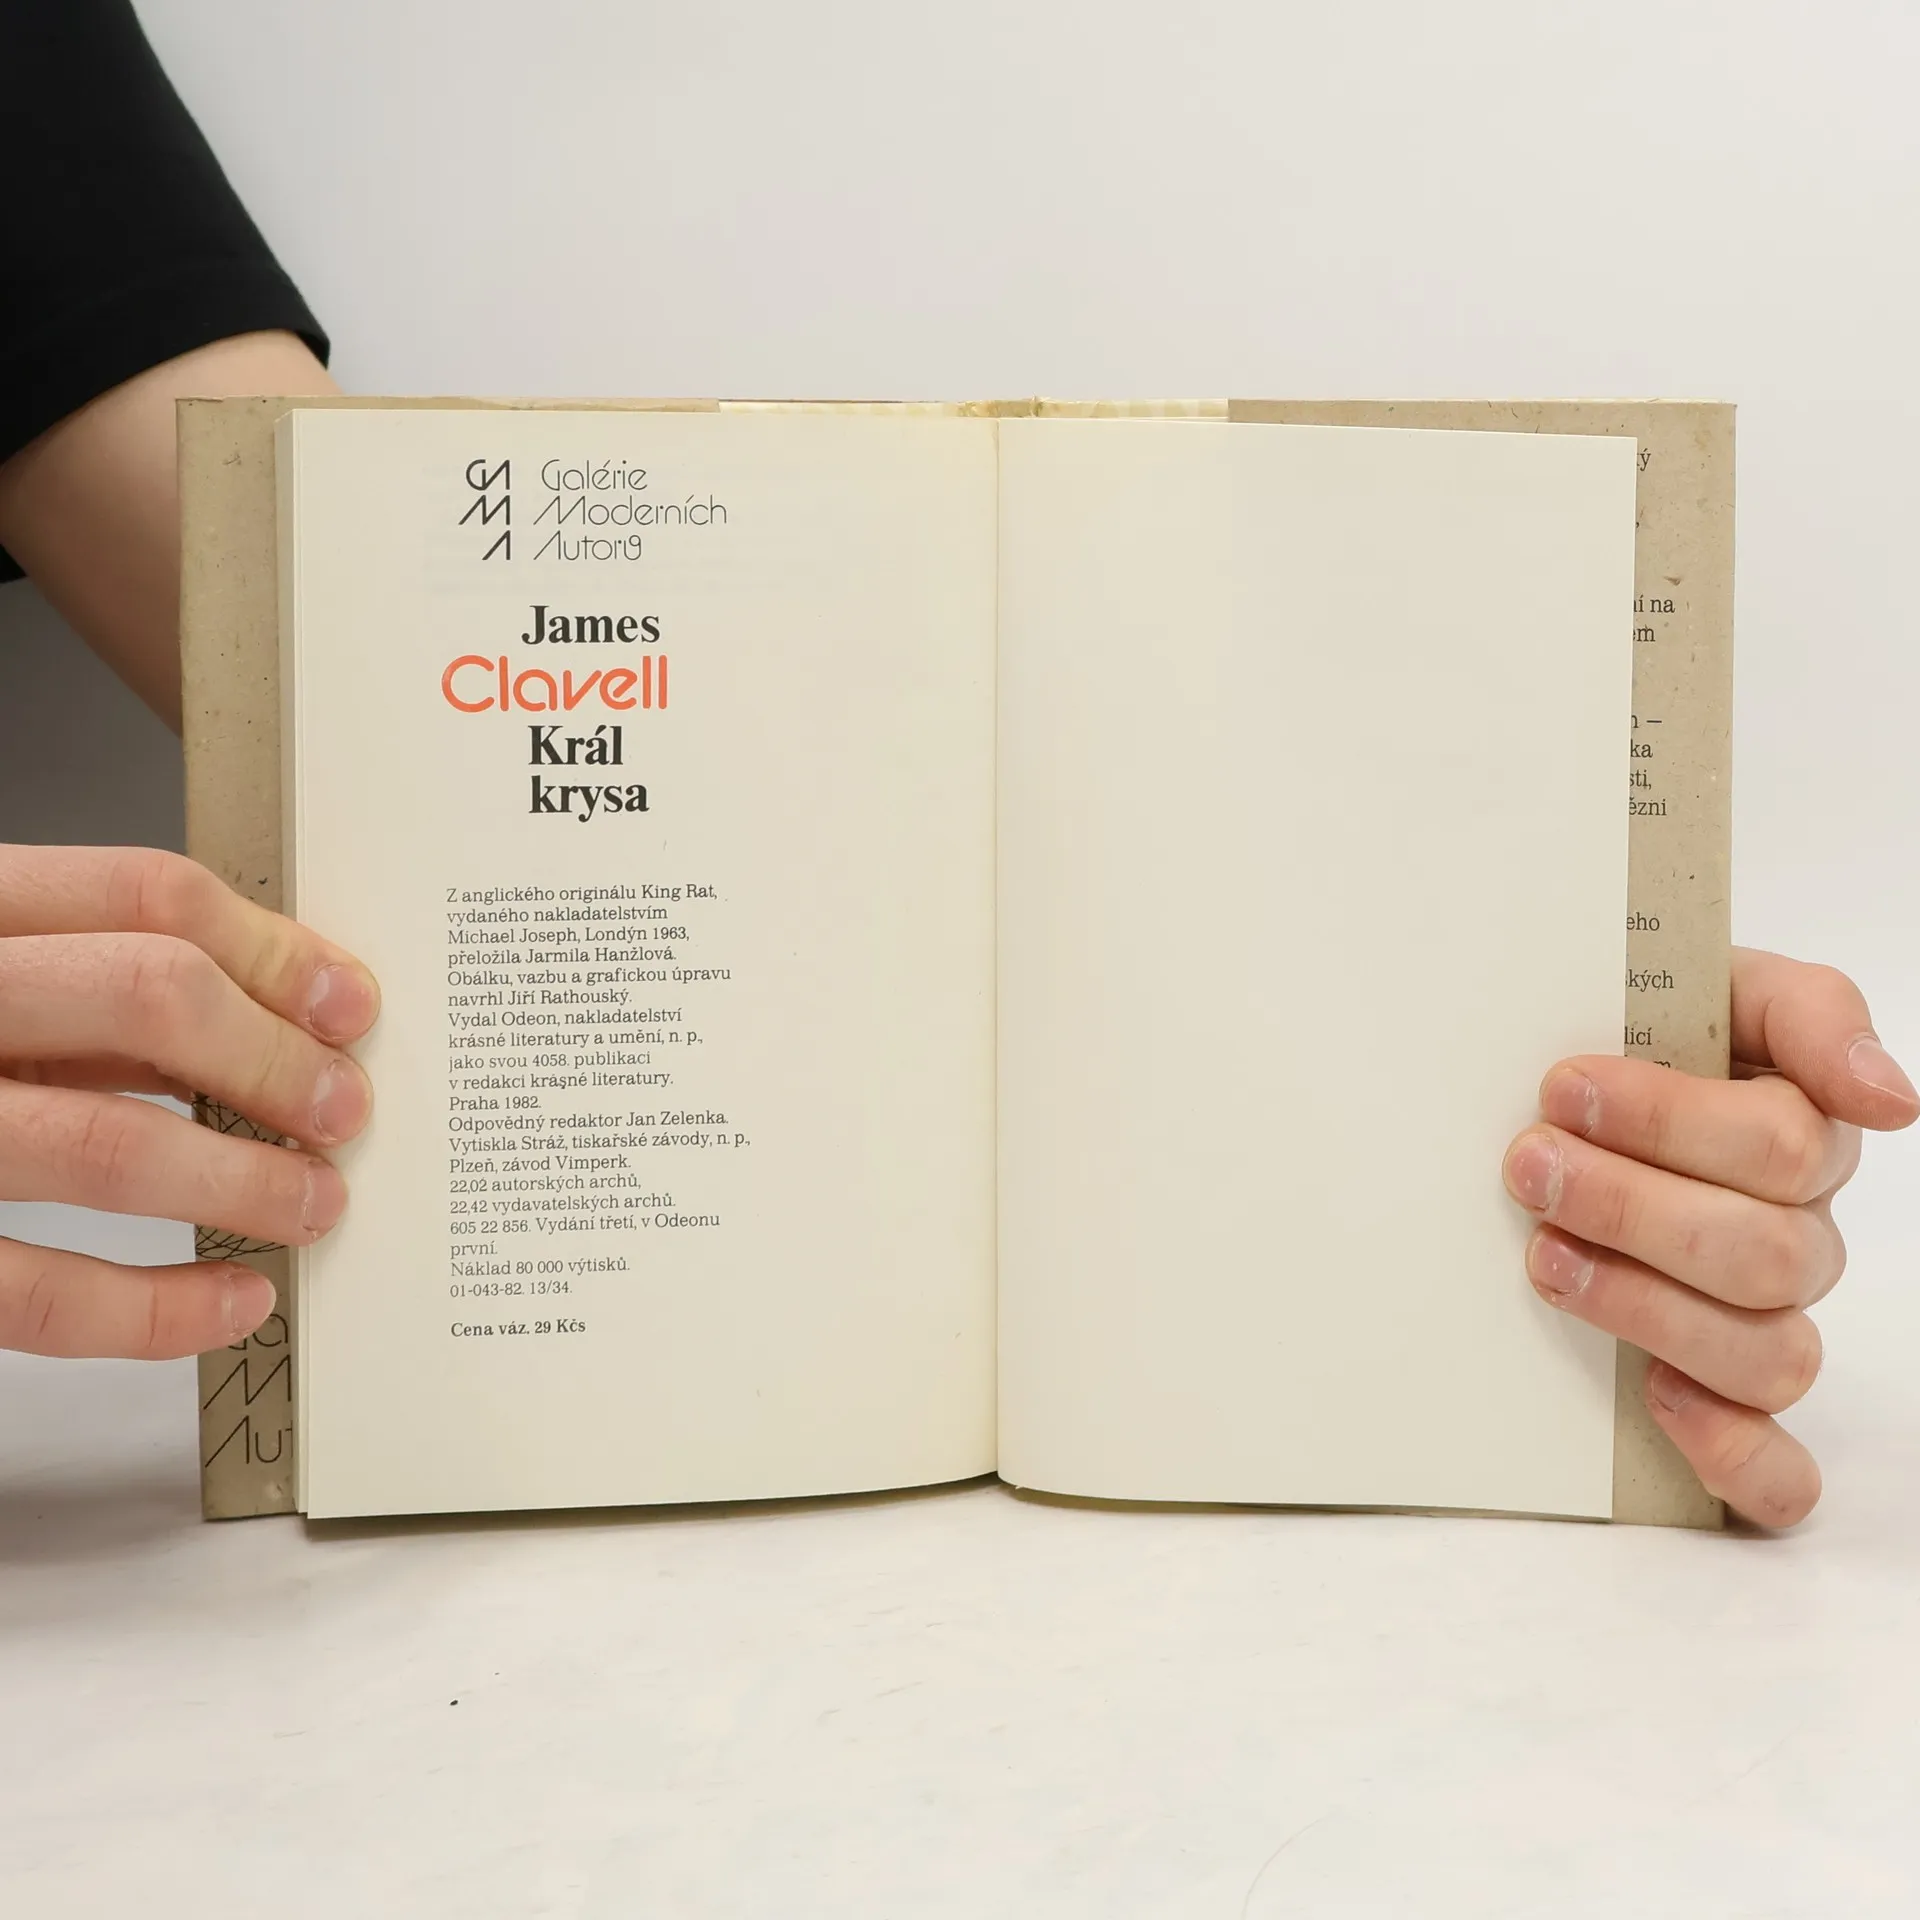 GMA Galérie
Moderních
Autorů
James
Clavell
Král
krysa
Z anglického originálu King Rat,
vydaného nakladatelstvím
Michael Joseph, Londýn 1963,
přeložila Jarmila Hanžlová.
Obálku, vazbu a grafickou úpravu
navrhl Jiří Rathouský.
Vydal Odeon, nakladatelství
krásné literatury a umění, n. p.,
jako svou 4058. publikaci
v redakci krásné literatury.
Praha 1982.
Odpovědný redaktor Jan Zelenka.
Vytiskla Stráž, tiskařské závody, n. p.,
Plzeň, závod Vimperk.
22,02 autorských archů,
22,42 vydavatelských archů.
605 22 856. Vydání třetí, v Odeonu
první.
Náklad 80 000 výtisků.
01-043-82. 13/34.
Cena váz. 29 Kčs